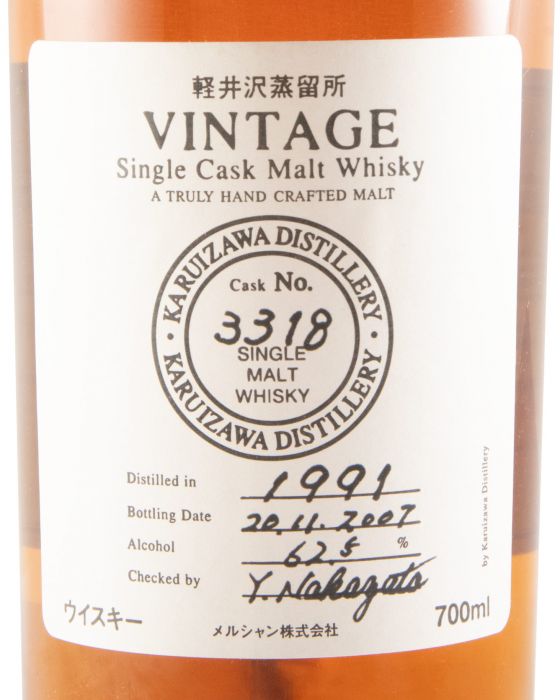 軽井沢蒸留所
VINTAGE
Single Cask Malt Whisky
A TRULY HAND CRAFTED MALT
KARUIZAWA DISTILLERY
Cask No.
3318
SINGLE
MALT
WHISKY
KARUIZAWA DISTILLERY
Distilled in 1991
Bottling Date 20.11.2007
Alcohol 62.5 %
Checked by Y. Nakazato
by Karuizawa Distillery
ウイスキー メルシャン株式会社 700ml